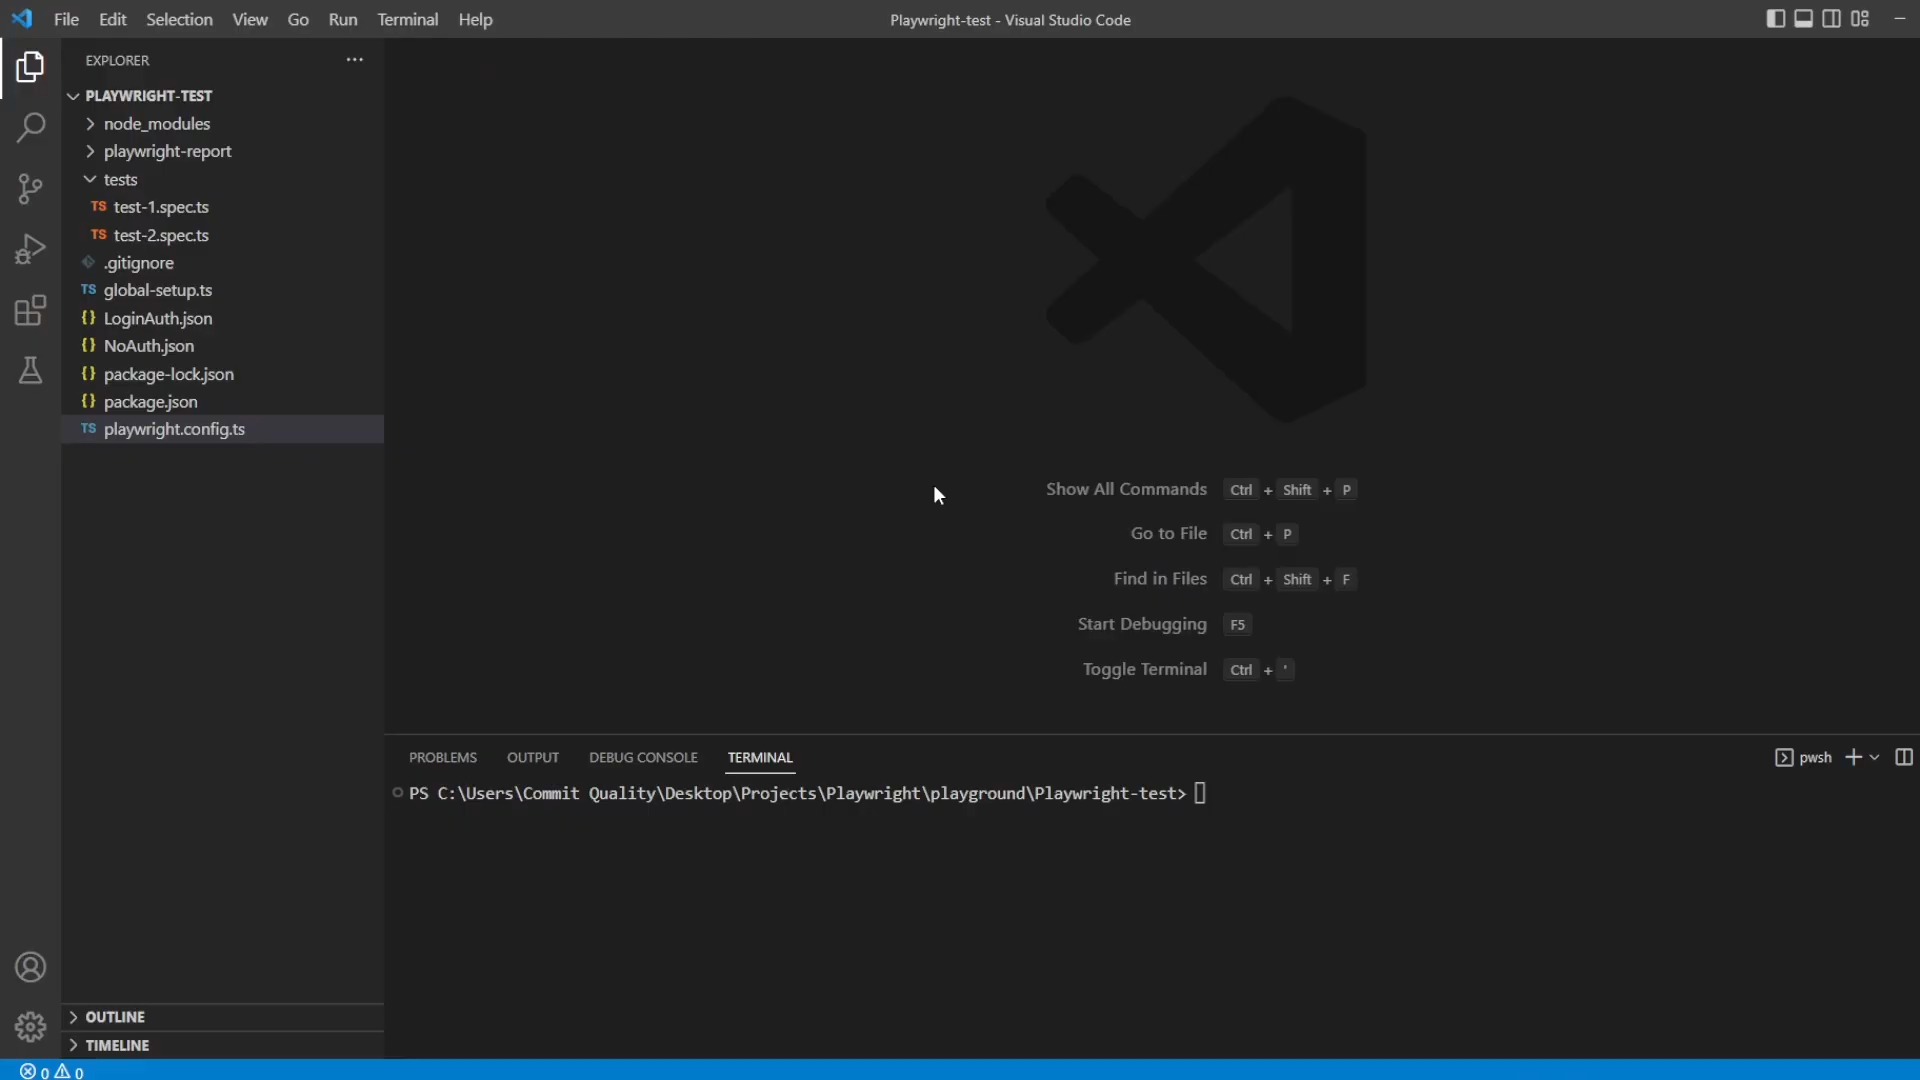 File Edit Selection View Go Run Terminal Help
Playwright-test - Visual Studio Code
EXPLORER
PLAYWRIGHT-TEST
node_modules
playwright-report
tests
TS test-1.spec.ts
TS test-2.spec.ts
.gitignore
TS global-setup.ts
{} LoginAuth.json
{} NoAuth.json
{} package-lock.json
{} package.json
TS playwright.config.ts
OUTLINE
TIMELINE
Show All Commands Ctrl + Shift + P
Go to File Ctrl + P
Find in Files Ctrl + Shift + F
Start Debugging F5
Toggle Terminal Ctrl + '
PROBLEMS OUTPUT DEBUG CONSOLE TERMINAL
pwsh
PS C:\Users\Commit Quality\Desktop\Projects\Playwright\playground\Playwright-test>
0 0